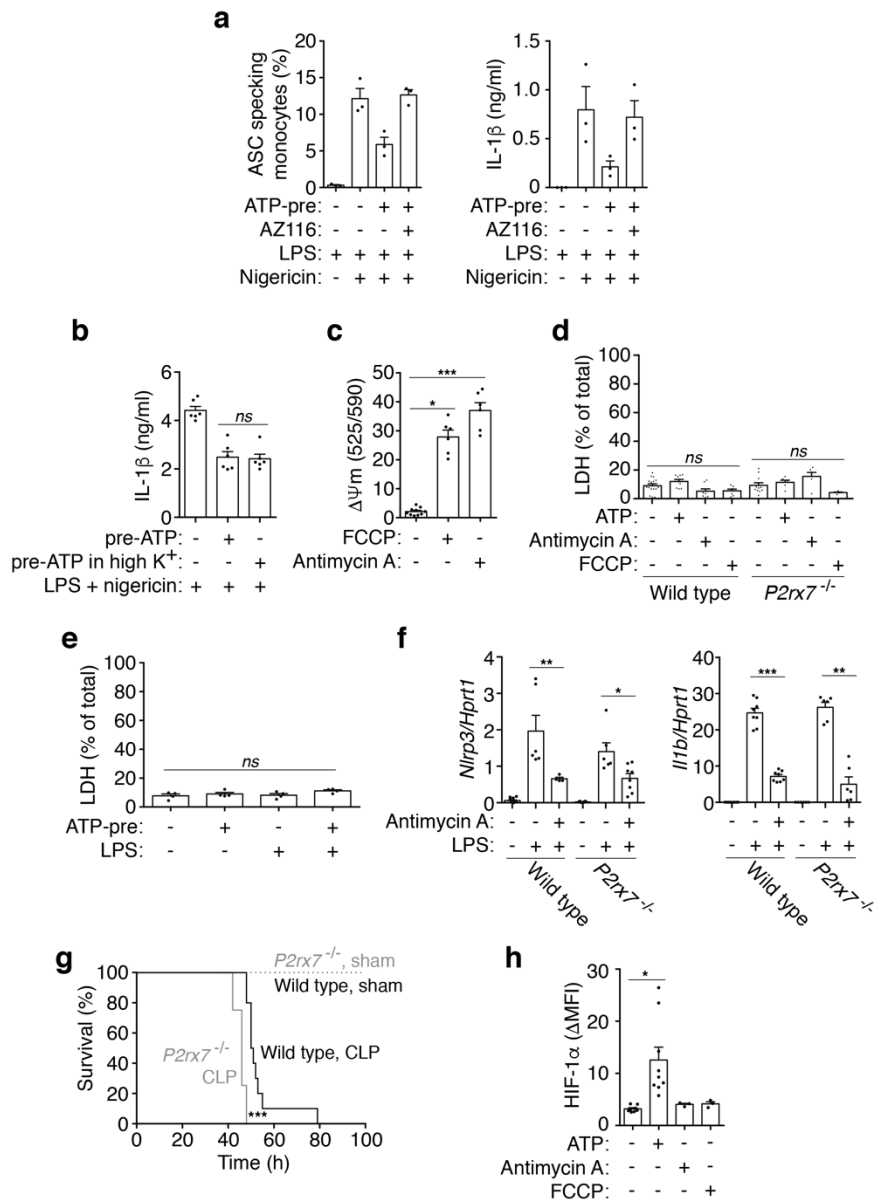 a
ASC specking
monocytes (%)
20
15
10
5
0
ATP-pre: - - + +
AZ116: - - - +
LPS: + + + +
Nigericin: - + + +
IL-1β (ng/ml)
1.5
1.0
0.5
0
ATP-pre: - - + +
AZ116: - - - +
LPS: + + + +
Nigericin: - + + +
b
IL-1β (ng/ml)
6
4
2
0
ns
pre-ATP: - + -
pre-ATP in high K+: - - +
LPS + nigericin: + + +
c
ΔΨm (525/590)
50
40
30
20
10
0
***
*
FCCP: - + -
Antimycin A: - - +
d
LDH (% of total)
100
80
60
40
20
0
ns ns
ATP: - + - - - + - -
Antimycin A: - - + - - - + -
FCCP: - - - + - - - +
Wild type P2rx7 -/-
e
LDH (% of total)
100
80
60
40
20
0
ns
ATP-pre: - + - +
LPS: - - + +
f
Nlrp3/Hprt1
4
3
2
1
0
**
*
Antimycin A: - - + - - +
LPS: - + + - + +
Wild type P2rx7 -/-
Il1b/Hprt1
40
30
20
10
0
*** **
- - + - - +
- + + - + +
Wild type P2rx7 -/-
g
Survival (%)
100
80
60
40
20
0
P2rx7 -/-, sham
Wild type, sham
P2rx7 -/-
CLP
Wild type, CLP
***
0 20 40 60 80 100
Time (h)
h
HIF-1α (ΔMFI)
30
20
10
0
*
ATP: - + - -
Antimycin A: - - + -
FCCP: - - - +